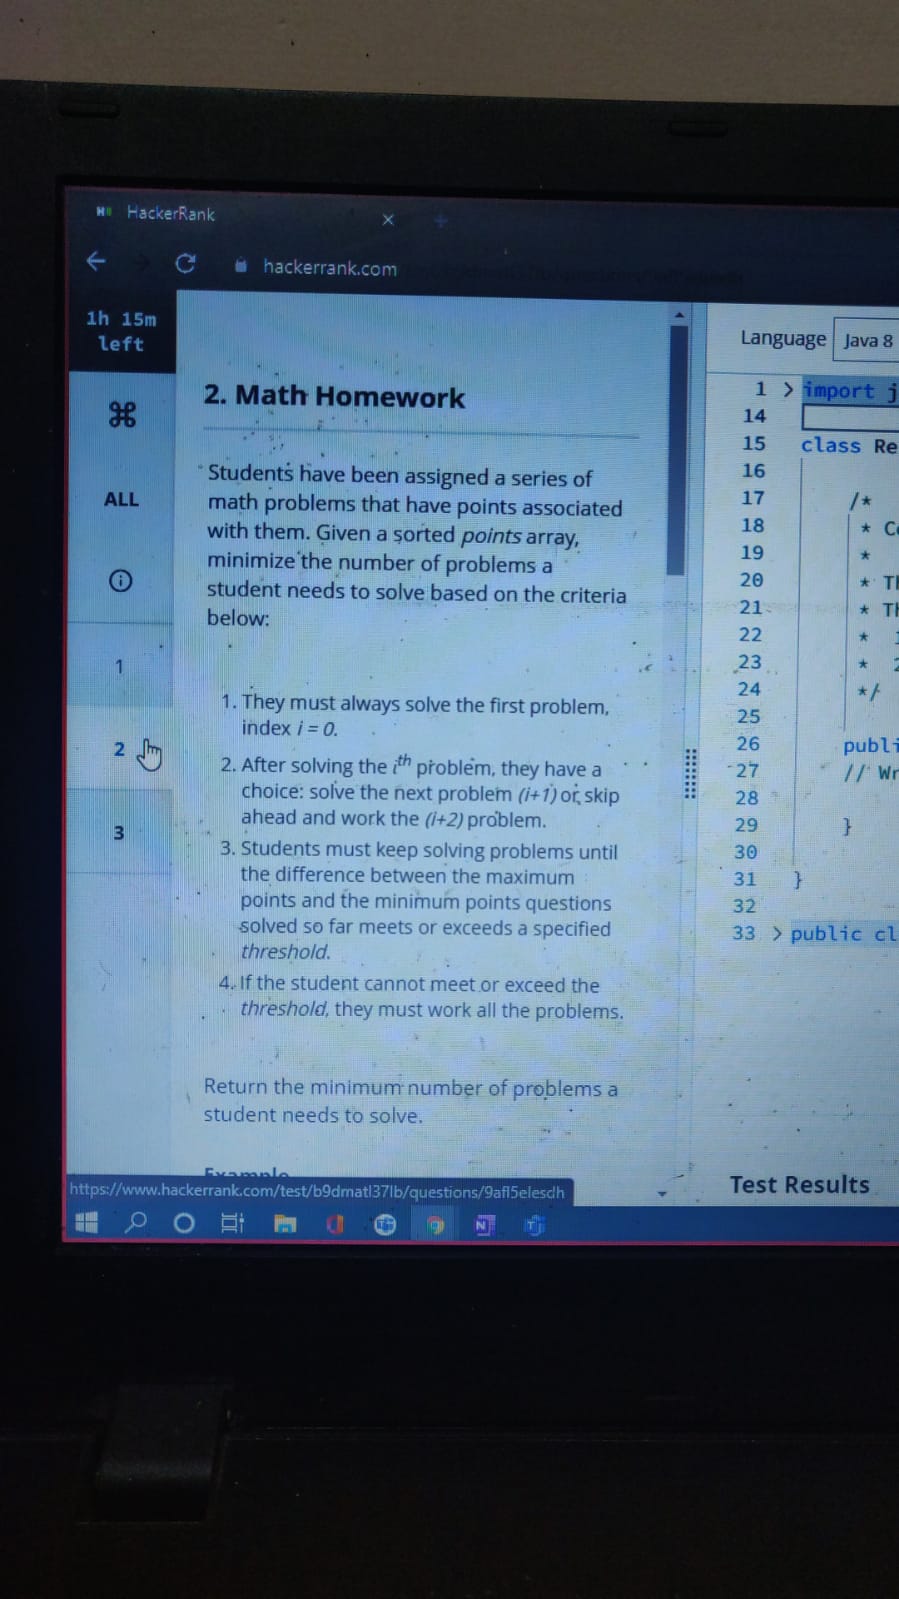 HackerRank
hackerrank.com
1h 15m
left
ALL
1
2
3
2. Math Homework
Students have been assigned a series of
math problems that have points associated
with them. Given a sorted points array,
minimize the number of problems a
student needs to solve based on the criteria
below:
1. They must always solve the first problem,
index i = 0.
2. After solving the ith problem, they have a
choice: solve the next problem (i+1) or skip
ahead and work the (i+2) problem.
3. Students must keep solving problems until
the difference between the maximum
points and the minimum points questions
solved so far meets or exceeds a specified
threshold.
4. If the student cannot meet or exceed the
threshold, they must work all the problems.
Return the minimum number of problems a
student needs to solve.
Example
https://www.hackerrank.com/test/b9dmatl37lb/questions/9afl5elesdh
Language Java 8
1 > import j
14
15 class Re
16
17 /*
18 * Co
19 *
20 * Th
21 * Th
22 *
23 * 2
24 */
25
26 publi
27 // Wr
28
29 }
30
31 }
32
33 > public cl
Test Results